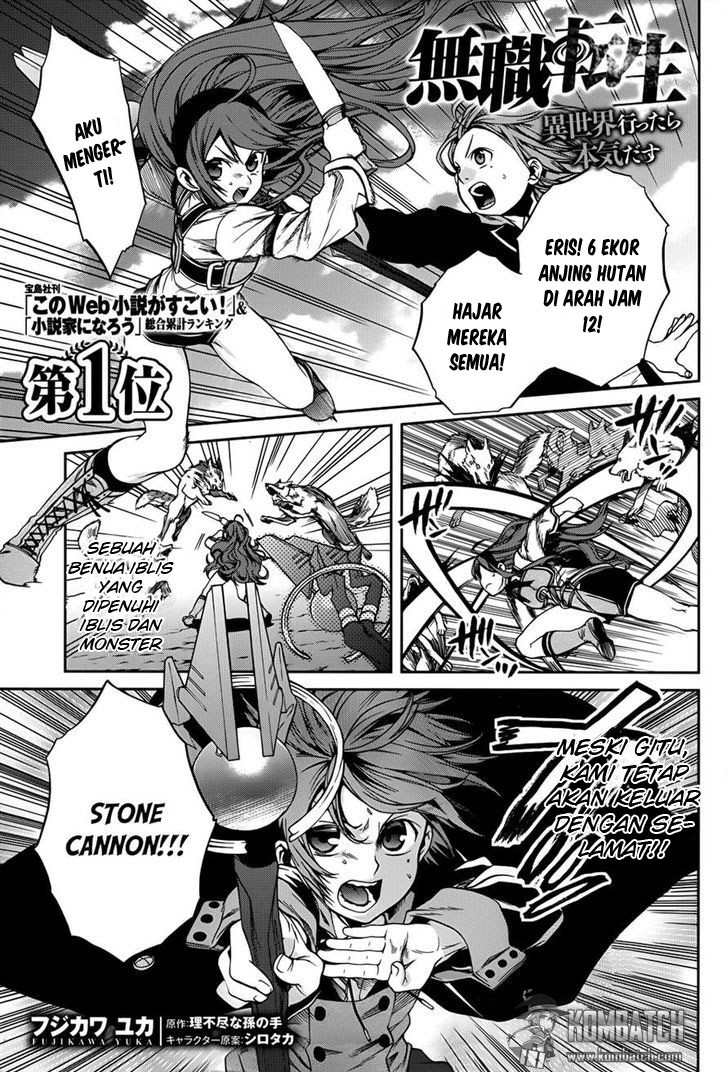 無職転生
異世界行ったら
本気だす
ERIS! 6 EKOR
ANJING HUTAN
DI ARAH JAM
12!
HAJAR
MEREKA
SEMUA!
AKU
MENGER-
TI!
宝島社刊
「このWeb小説がすごい!」&
「小説家になろう」総合累計ランキング
第1位
SEBUAH
BENUA IBLIS
YANG
DIPENUHI
IBLIS DAN
MONSTER
MESKI GITU,
KAMI TETAP
AKAN KELUAR
DENGAN SE-
LAMAT!!
STONE
CANNON!!!
フジカワ ユカ
FUJIKAWA YUKA
原作:理不尽な孫の手
キャラクター原案:シロタカ
KOMBATCH
www.kombatch.com